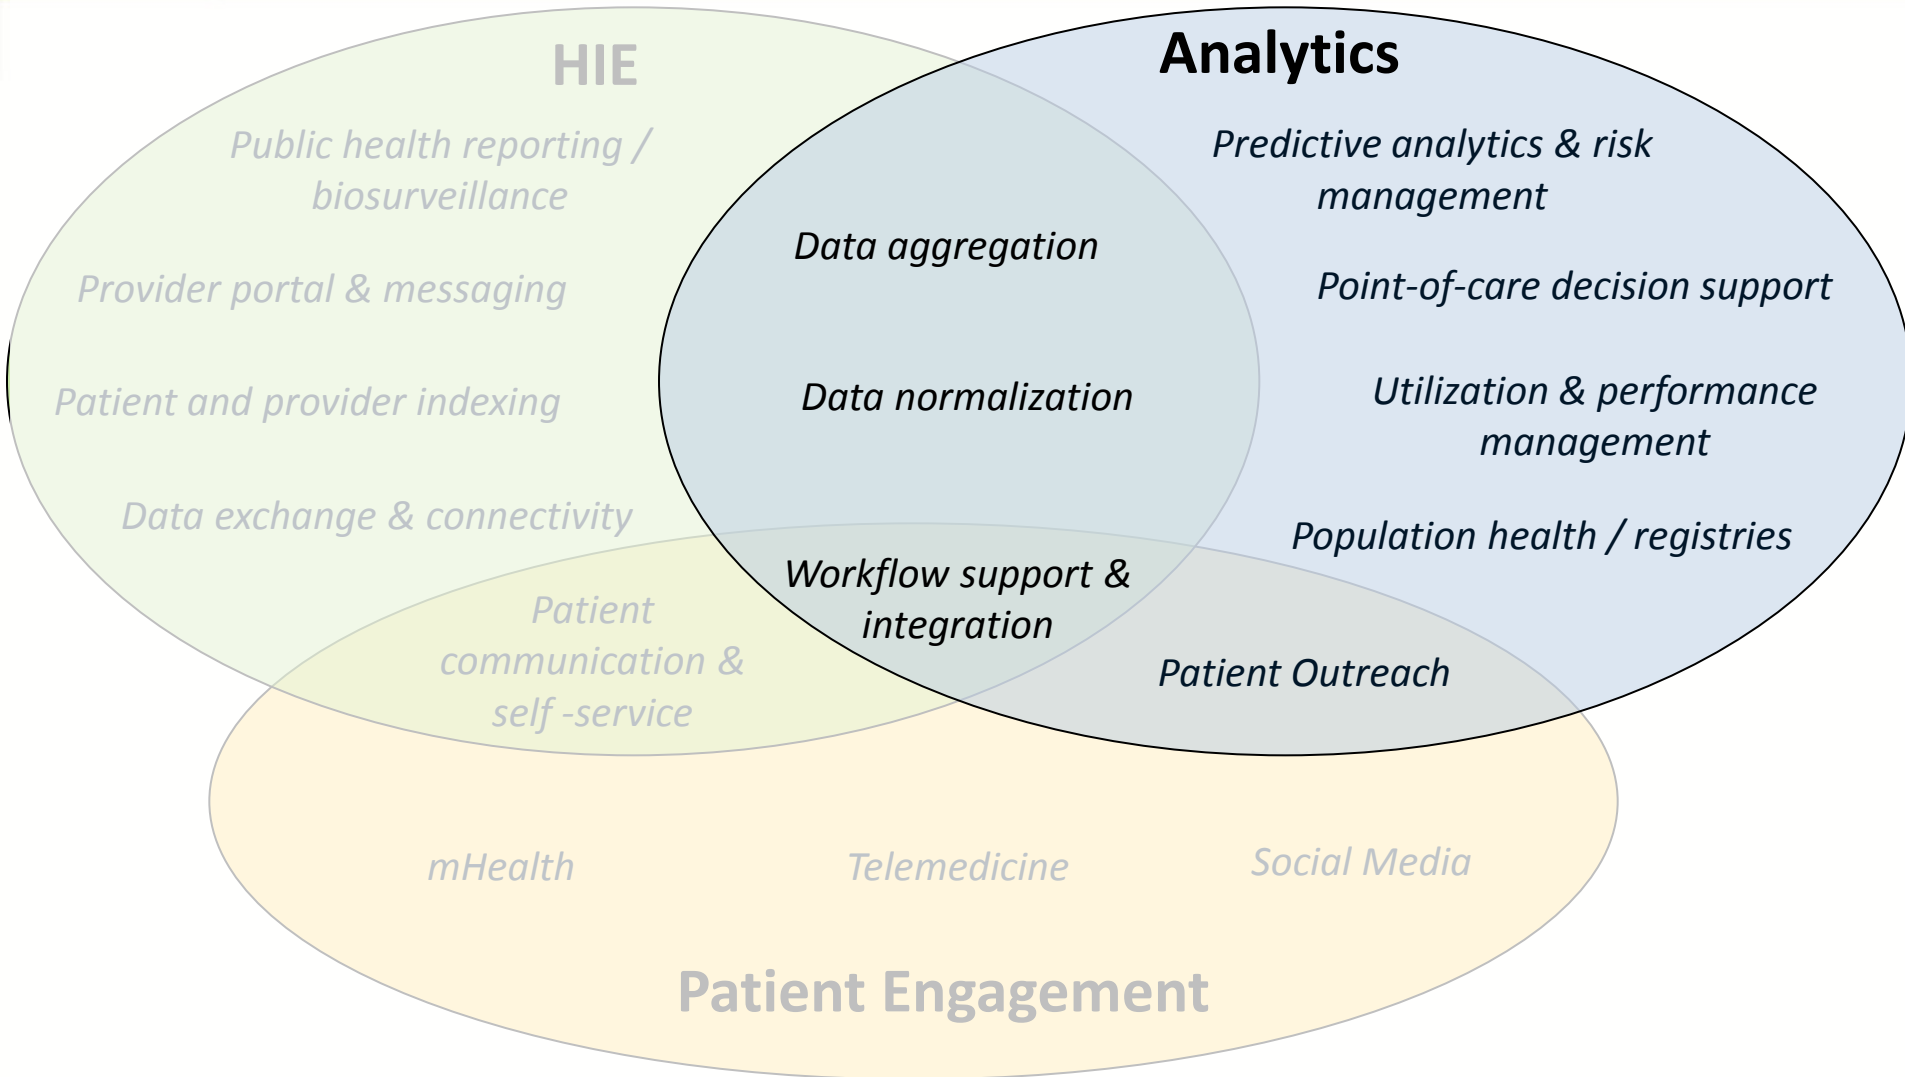 HIE
Public health reporting /
biosurveillance
Provider portal & messaging
Patient and provider indexing
Data exchange & connectivity
Analytics
Predictive analytics & risk
management
Point-of-care decision support
Utilization & performance
management
Population health / registries
Data aggregation
Data normalization
Workflow support &
integration
Patient
communication &
self -service
Patient Outreach
mHealth
Telemedicine
Social Media
Patient Engagement